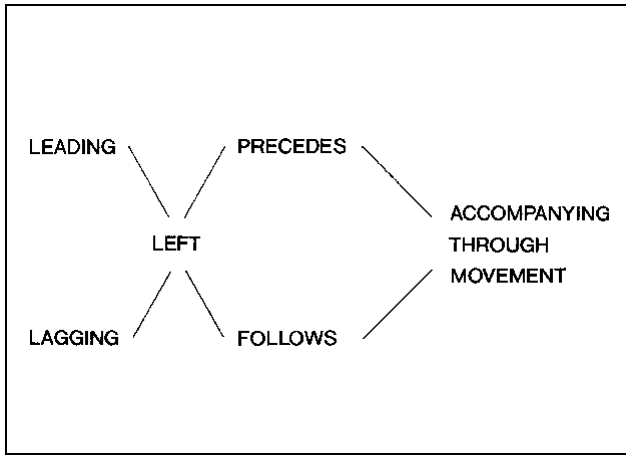 LEADING
PRECEDES
ACCOMPANYING
THROUGH
MOVEMENT
LEFT
LAGGING
FOLLOWS